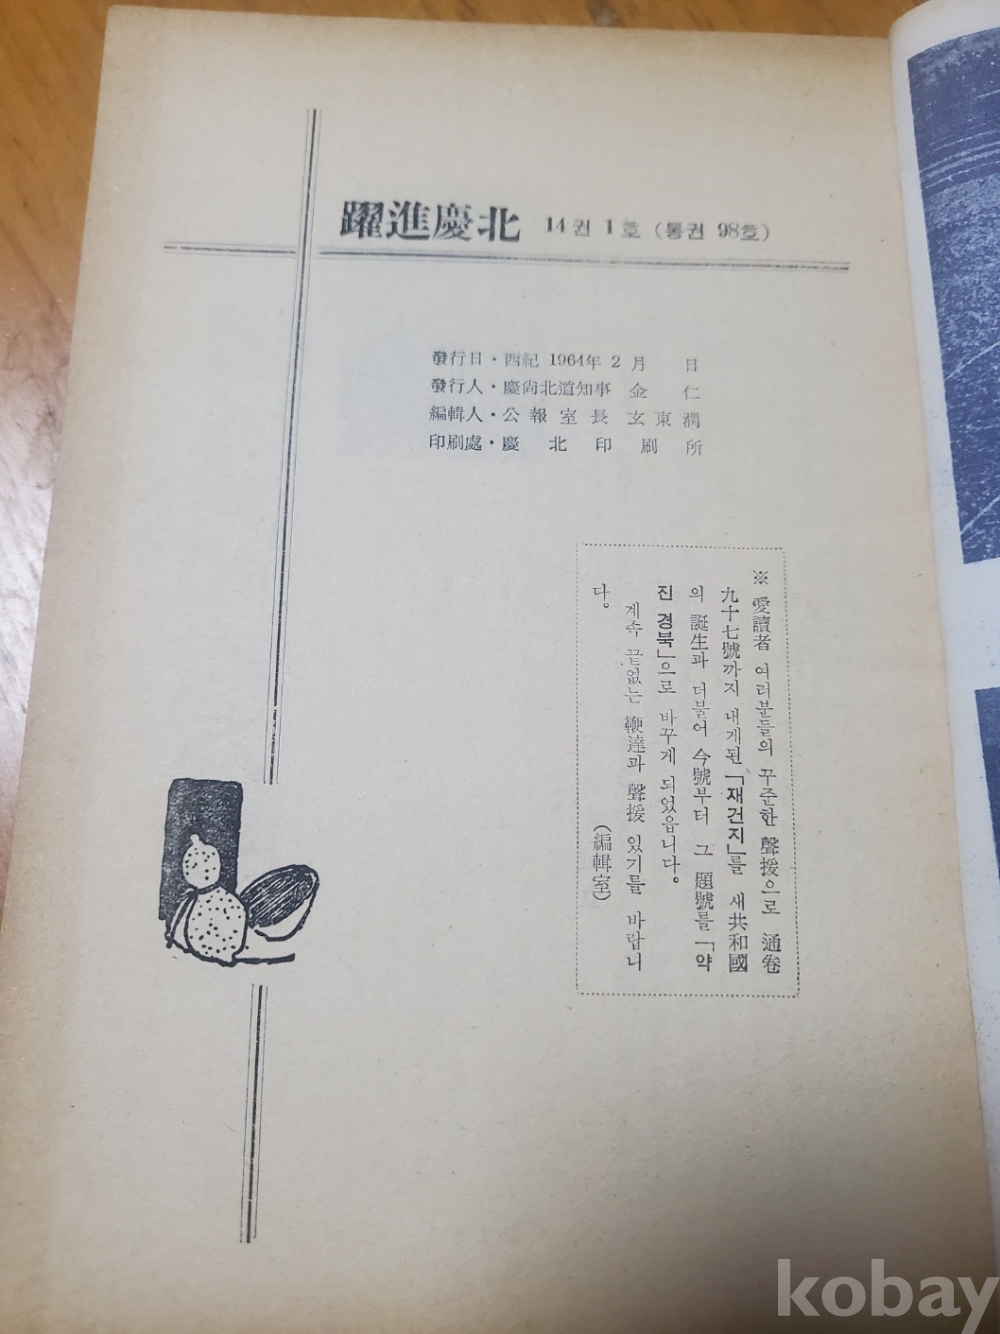 躍進慶北 14권 1호 (통권 98호)
發行日・西紀 1964年 2月 日
發行人・慶尙北道知事 金仁
編輯人・公報室長 玄東潤
印刷處・慶北印刷所
※ 愛讀者 여러분들의 꾸준한 聲援으로 通卷
九十七號까지 내게된 「재건지」를 새共和國
의 誕生과 더불어 今號부터 그 題號를 「약
진 경북」으로 바꾸게 되었읍니다。
계속 끝없는 鞭達과 聲援 있기를 바랍니
다。
(編輯室)
kobay